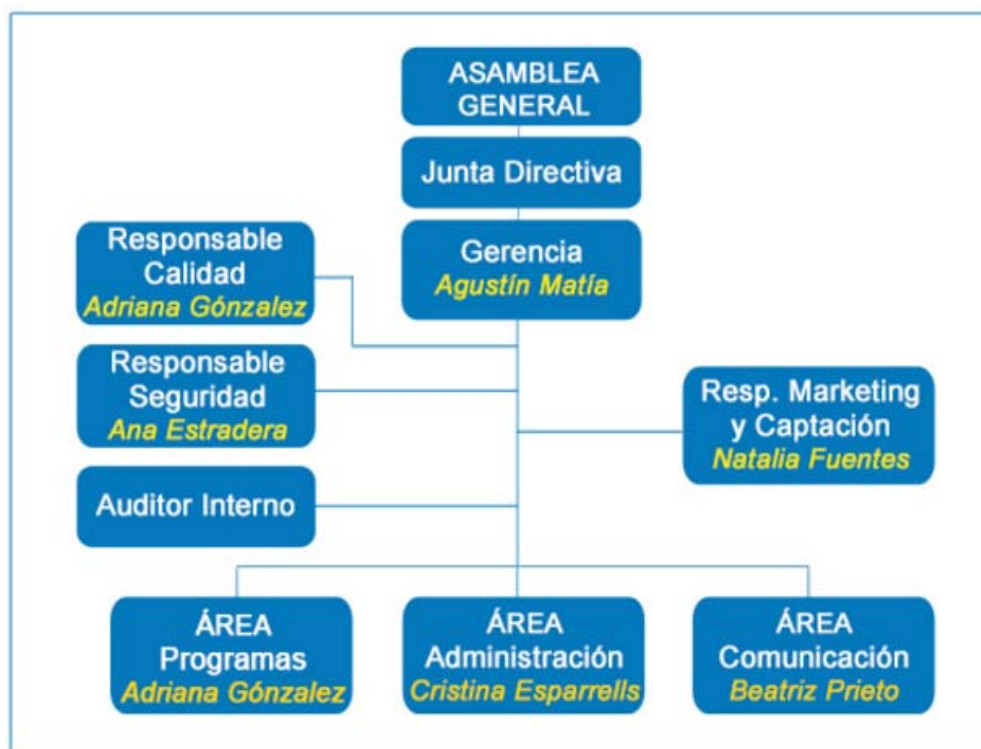 ASAMBLEA
GENERAL
Junta Directiva
Gerencia
Agustín Matía
Responsable
Calidad
Adriana Gónzalez
Responsable
Seguridad
Ana Estradera
Resp. Marketing
y Captación
Natalia Fuentes
Auditor Interno
ÁREA
Programas
Adriana Gónzalez
ÁREA
Administración
Cristina Esparrells
ÁREA
Comunicación
Beatriz Prieto